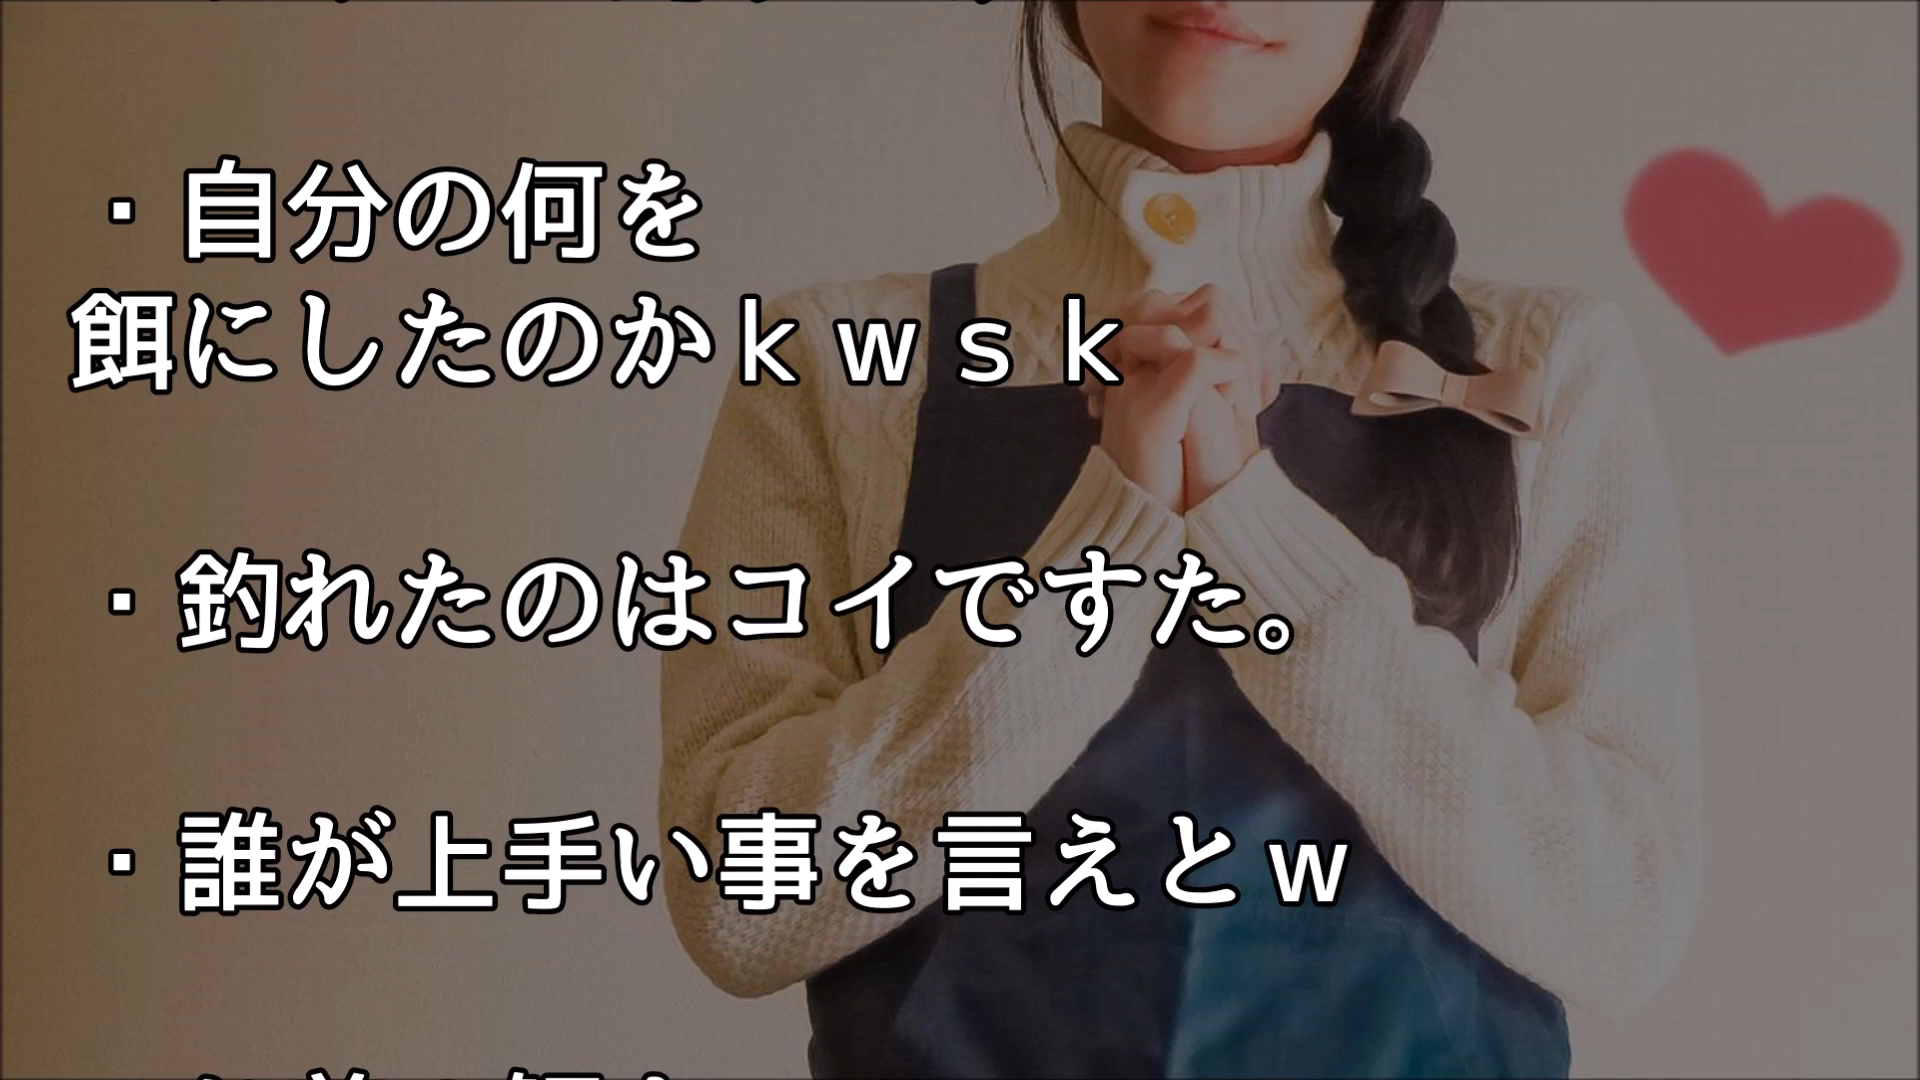 ・自分の何を
餌にしたのかｋｗｓｋ
・釣れたのはコイですた。
・誰が上手い事を言えとｗ